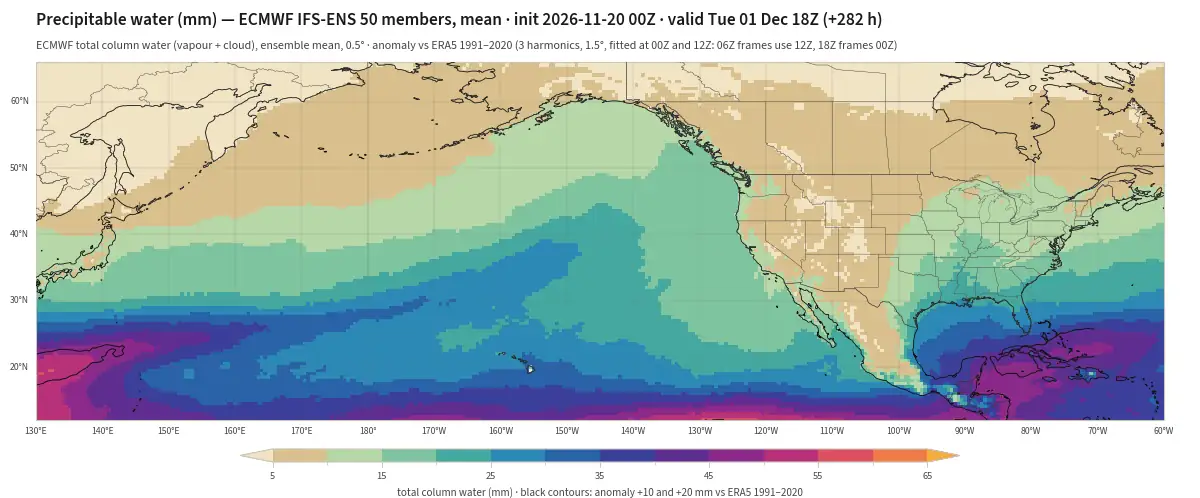 Precipitable water (mm) — ECMWF IFS-ENS 50 members, mean · init 2026-11-20 00Z · valid Tue 01 Dec 18Z (+282 h)
ECMWF total column water (vapour + cloud), ensemble mean, 0.5° · anomaly vs ERA5 1991–2020 (3 harmonics, 1.5°, fitted at 00Z and 12Z: 06Z frames use 12Z, 18Z frames 00Z)
60°N
50°N
40°N
30°N
20°N
130°E 140°E 150°E 160°E 170°E 180° 170°W 160°W 150°W 140°W 130°W 120°W 110°W 100°W 90°W 80°W 70°W 60°W
5 15 25 35 45 55 65
total column water (mm) · black contours: anomaly +10 and +20 mm vs ERA5 1991–2020